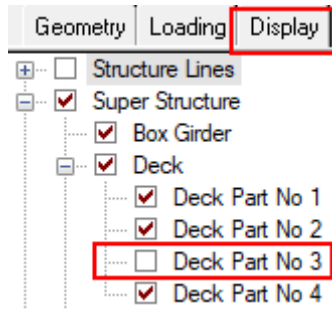 Geometry Loading Display
Structure Lines
Super Structure
Box Girder
Deck
Deck Part No 1
Deck Part No 2
Deck Part No 3
Deck Part No 4